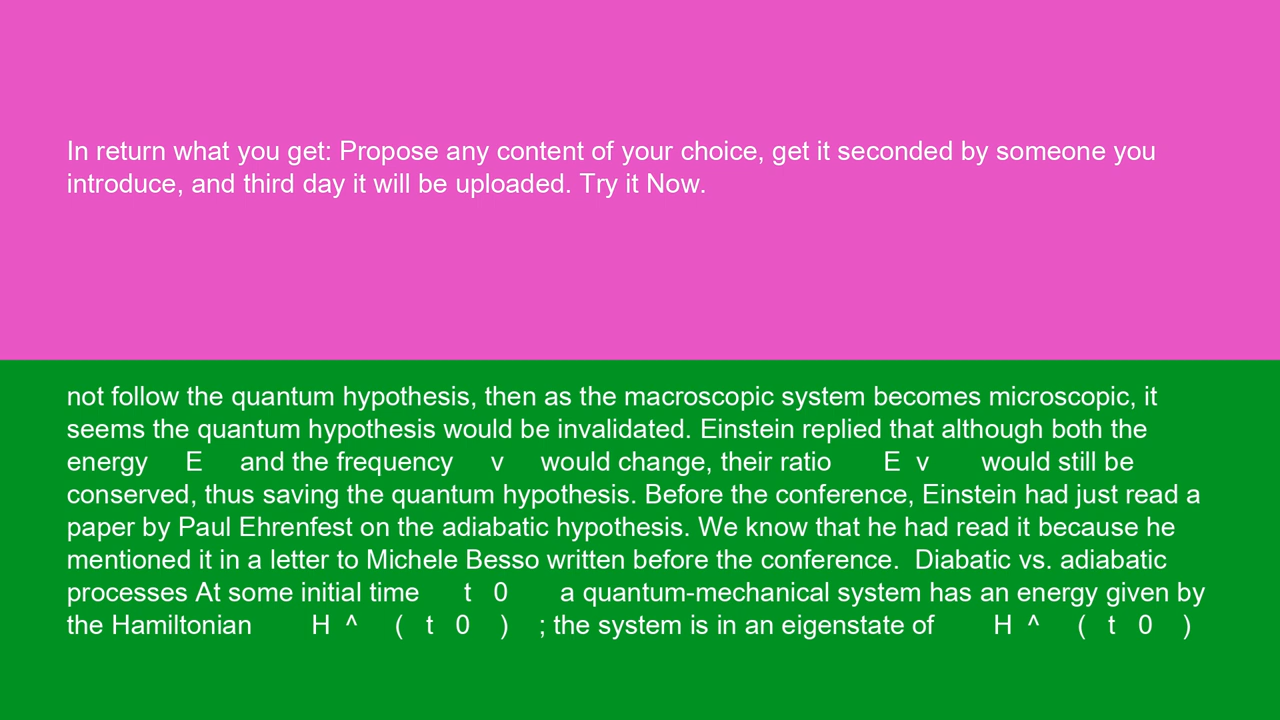 In return what you get: Propose any content of your choice, get it seconded by someone you
introduce, and third day it will be uploaded. Try it Now.
not follow the quantum hypothesis, then as the macroscopic system becomes microscopic, it
seems the quantum hypothesis would be invalidated. Einstein replied that although both the
energy E and the frequency v would change, their ratio E v would still be
conserved, thus saving the quantum hypothesis. Before the conference, Einstein had just read a
paper by Paul Ehrenfest on the adiabatic hypothesis. We know that he had read it because he
mentioned it in a letter to Michele Besso written before the conference. Diabatic vs. adiabatic
processes At some initial time t 0 a quantum-mechanical system has an energy given by
the Hamiltonian H ^ ( t 0 ) ; the system is in an eigenstate of H ^ ( t 0 )